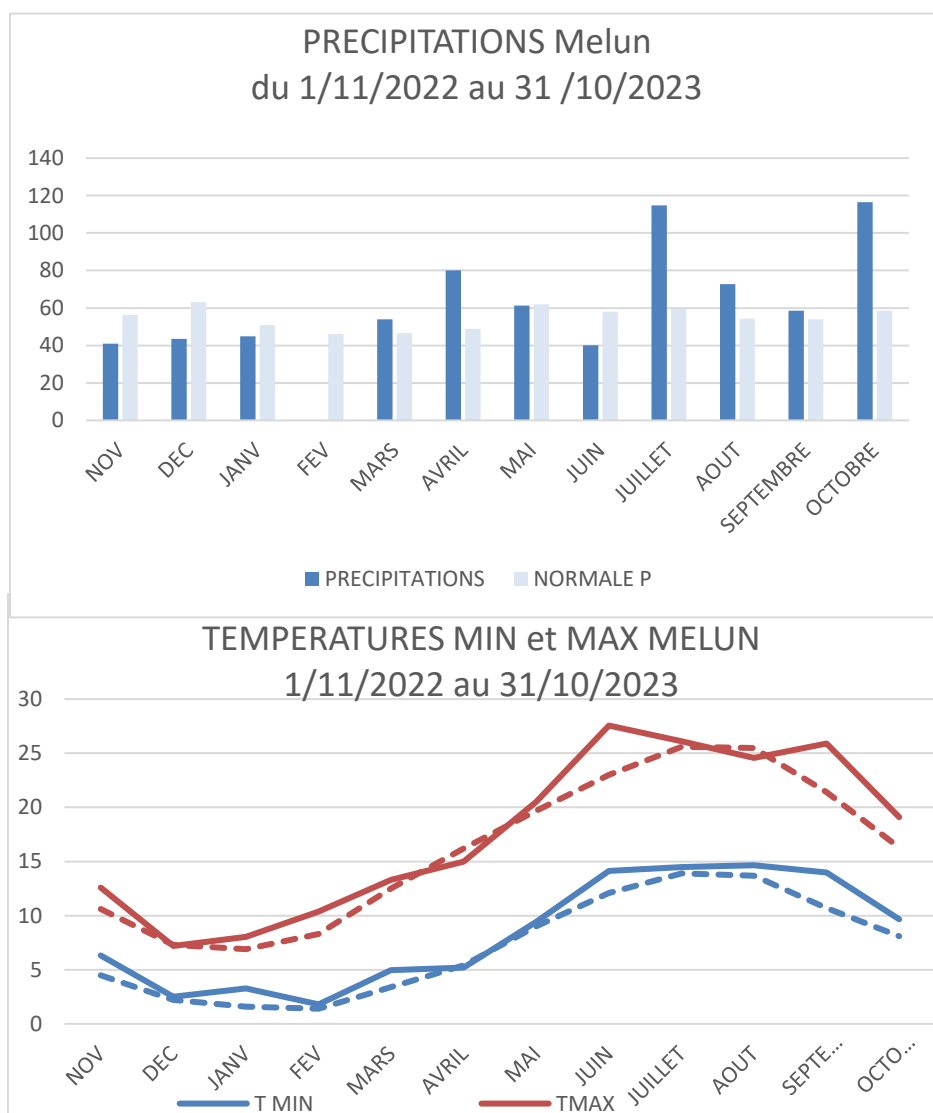 PRECIPITATIONS Melun
du 1/11/2022 au 31 /10/2023
140
120
100
80
60
40
20
0
NOV
DEC
JANV
FEV
MARS
AVRIL
MAI
JUIN
JUILLET
AOUT
SEPTEMBRE
OCTOBRE
PRECIPITATIONS
NORMALE P
TEMPERATURES MIN et MAX MELUN
1/11/2022 au 31/10/2023
30
25
20
15
10
5
0
NOV
DEC
JANV
FEV
MARS
AVRIL
MAI
JUIN
JUILLET
AOUT
SEPTE...
OCTO...
T MIN
TMAX